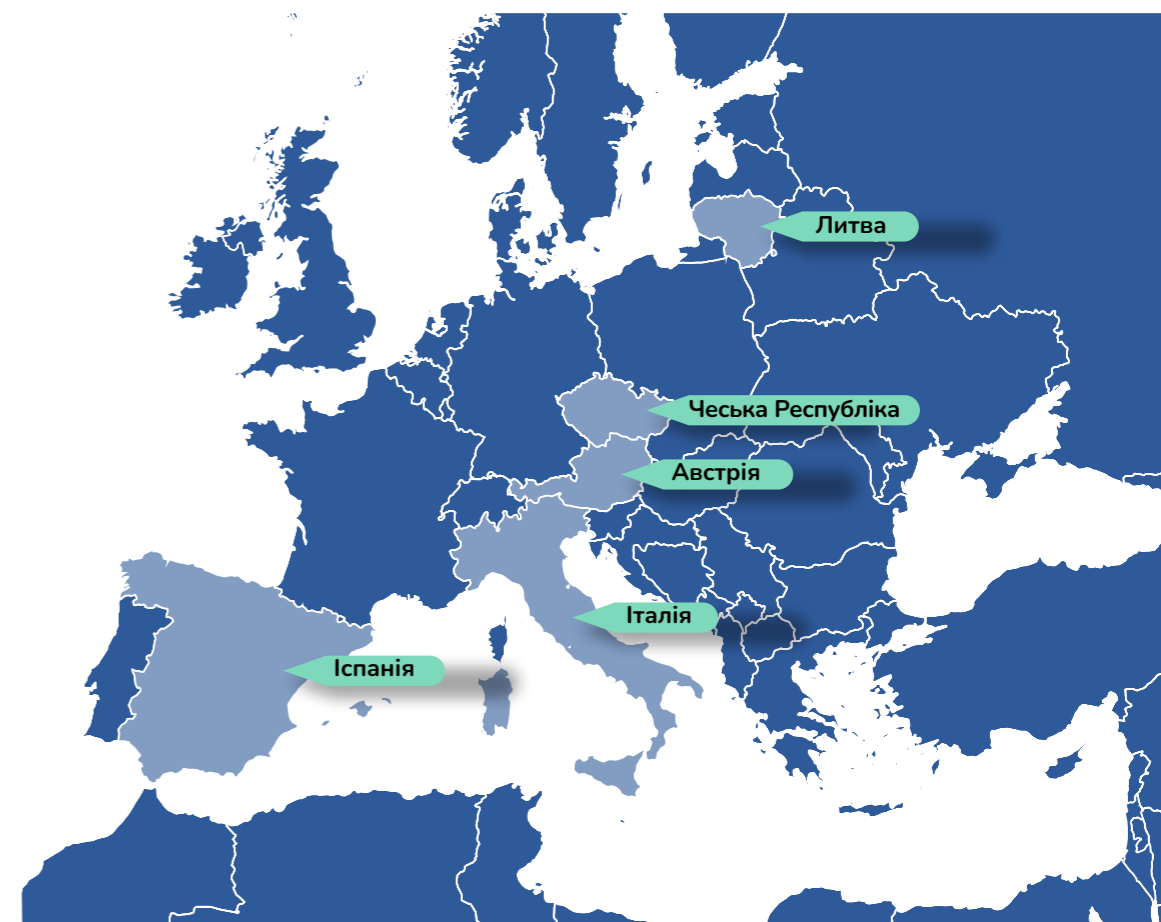 Литва
Чеська Республіка
Австрія
Італія
Іспанія